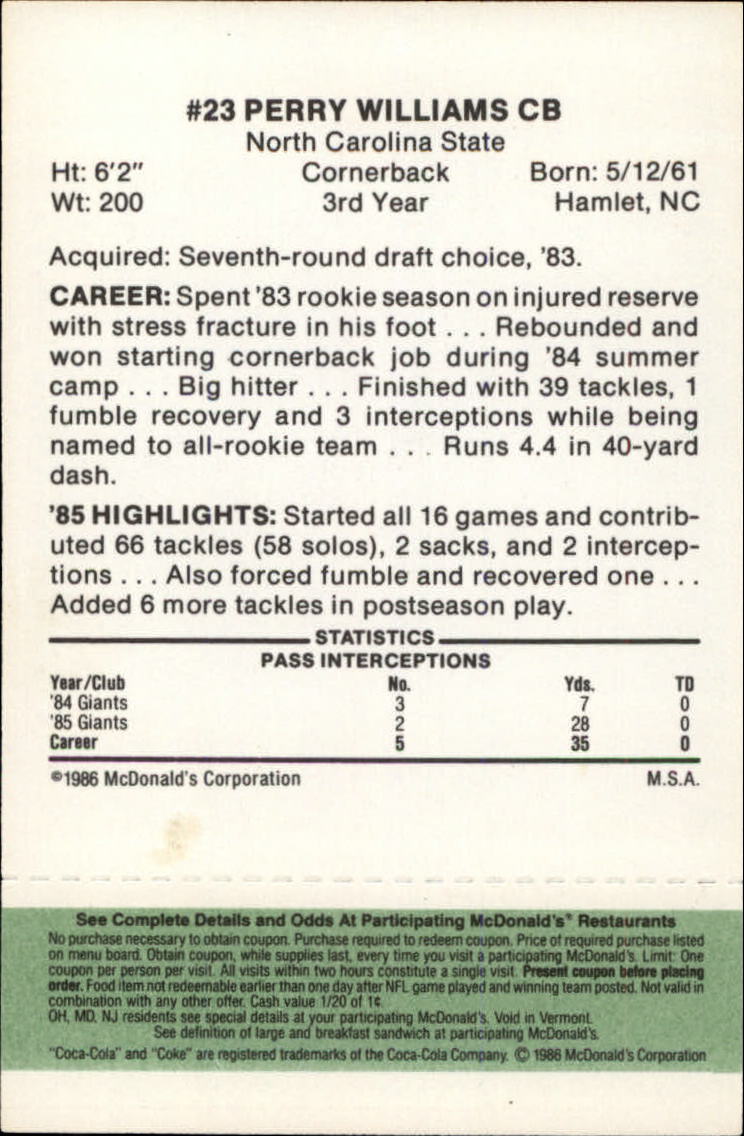 #23 PERRY WILLIAMS CB
North Carolina State
Ht: 6'2" Cornerback Born: 5/12/61
Wt: 200 3rd Year Hamlet, NC
Acquired: Seventh-round draft choice, '83.
CAREER: Spent '83 rookie season on injured reserve
with stress fracture in his foot . . . Rebounded and
won starting cornerback job during '84 summer
camp . . . Big hitter . . . Finished with 39 tackles, 1
fumble recovery and 3 interceptions while being
named to all-rookie team . . . Runs 4.4 in 40-yard
dash.
'85 HIGHLIGHTS: Started all 16 games and contrib-
uted 66 tackles (58 solos), 2 sacks, and 2 intercep-
tions . . . Also forced fumble and recovered one . . .
Added 6 more tackles in postseason play.
STATISTICS
PASS INTERCEPTIONS
Year/Club No. Yds. TD
'84 Giants 3 7 0
'85 Giants 2 28 0
Career 5 35 0
©1986 McDonald's Corporation M.S.A.
See Complete Details and Odds At Participating McDonald's® Restaurants
No purchase necessary to obtain coupon. Purchase required to redeem coupon. Price of required purchase listed
on menu board. Obtain coupon, while supplies last, every time you visit a participating McDonald's. Limit: One
coupon per person per visit. All visits within two hours constitute a single visit. Present coupon before placing
order. Food item not redeemable earlier than one day after NFL game played and winning team posted. Not valid in
combination with any other offer. Cash value 1/20 of 1¢.
OH, MD, NJ residents see special details at your participating McDonald's. Void in Vermont.
See definition of large and breakfast sandwich at participating McDonald's.
"Coca-Cola" and "Coke" are registered trademarks of the Coca-Cola Company. © 1986 McDonald's Corporation